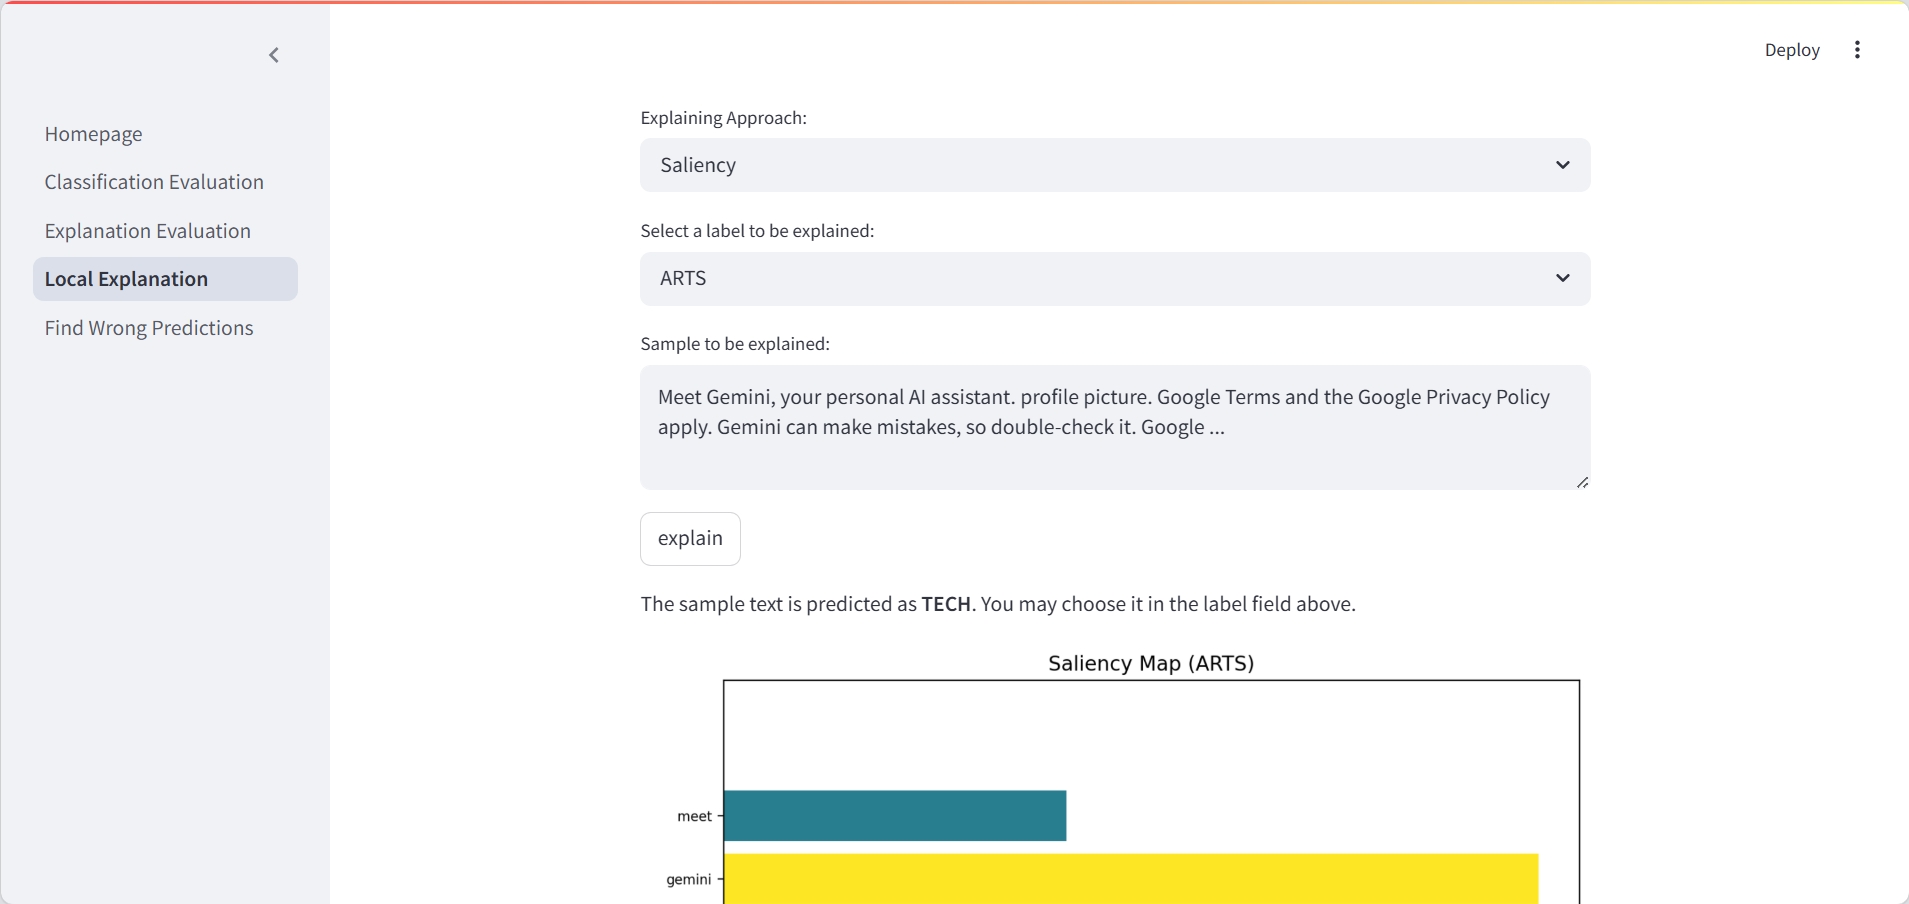 Deploy
Homepage
Classification Evaluation
Explanation Evaluation
Local Explanation
Find Wrong Predictions
Explaining Approach:
Saliency
Select a label to be explained:
ARTS
Sample to be explained:
Meet Gemini, your personal AI assistant. profile picture. Google Terms and the Google Privacy Policy
apply. Gemini can make mistakes, so double-check it. Google ...
explain
The sample text is predicted as TECH. You may choose it in the label field above.
Saliency Map (ARTS)
meet
gemini